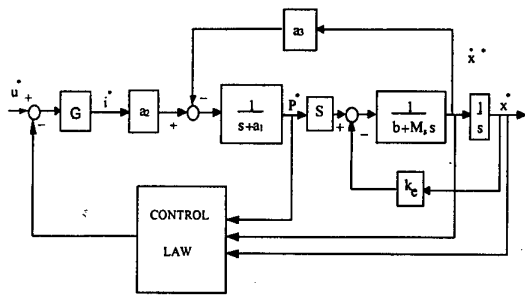 a₃
ẋ*
u* +
−
G
i*
a₂
+
−
1
s+a₁
P*
S
+
−
1
b+Mₛs
1
s
x*
kₑ
CONTROL
LAW
−